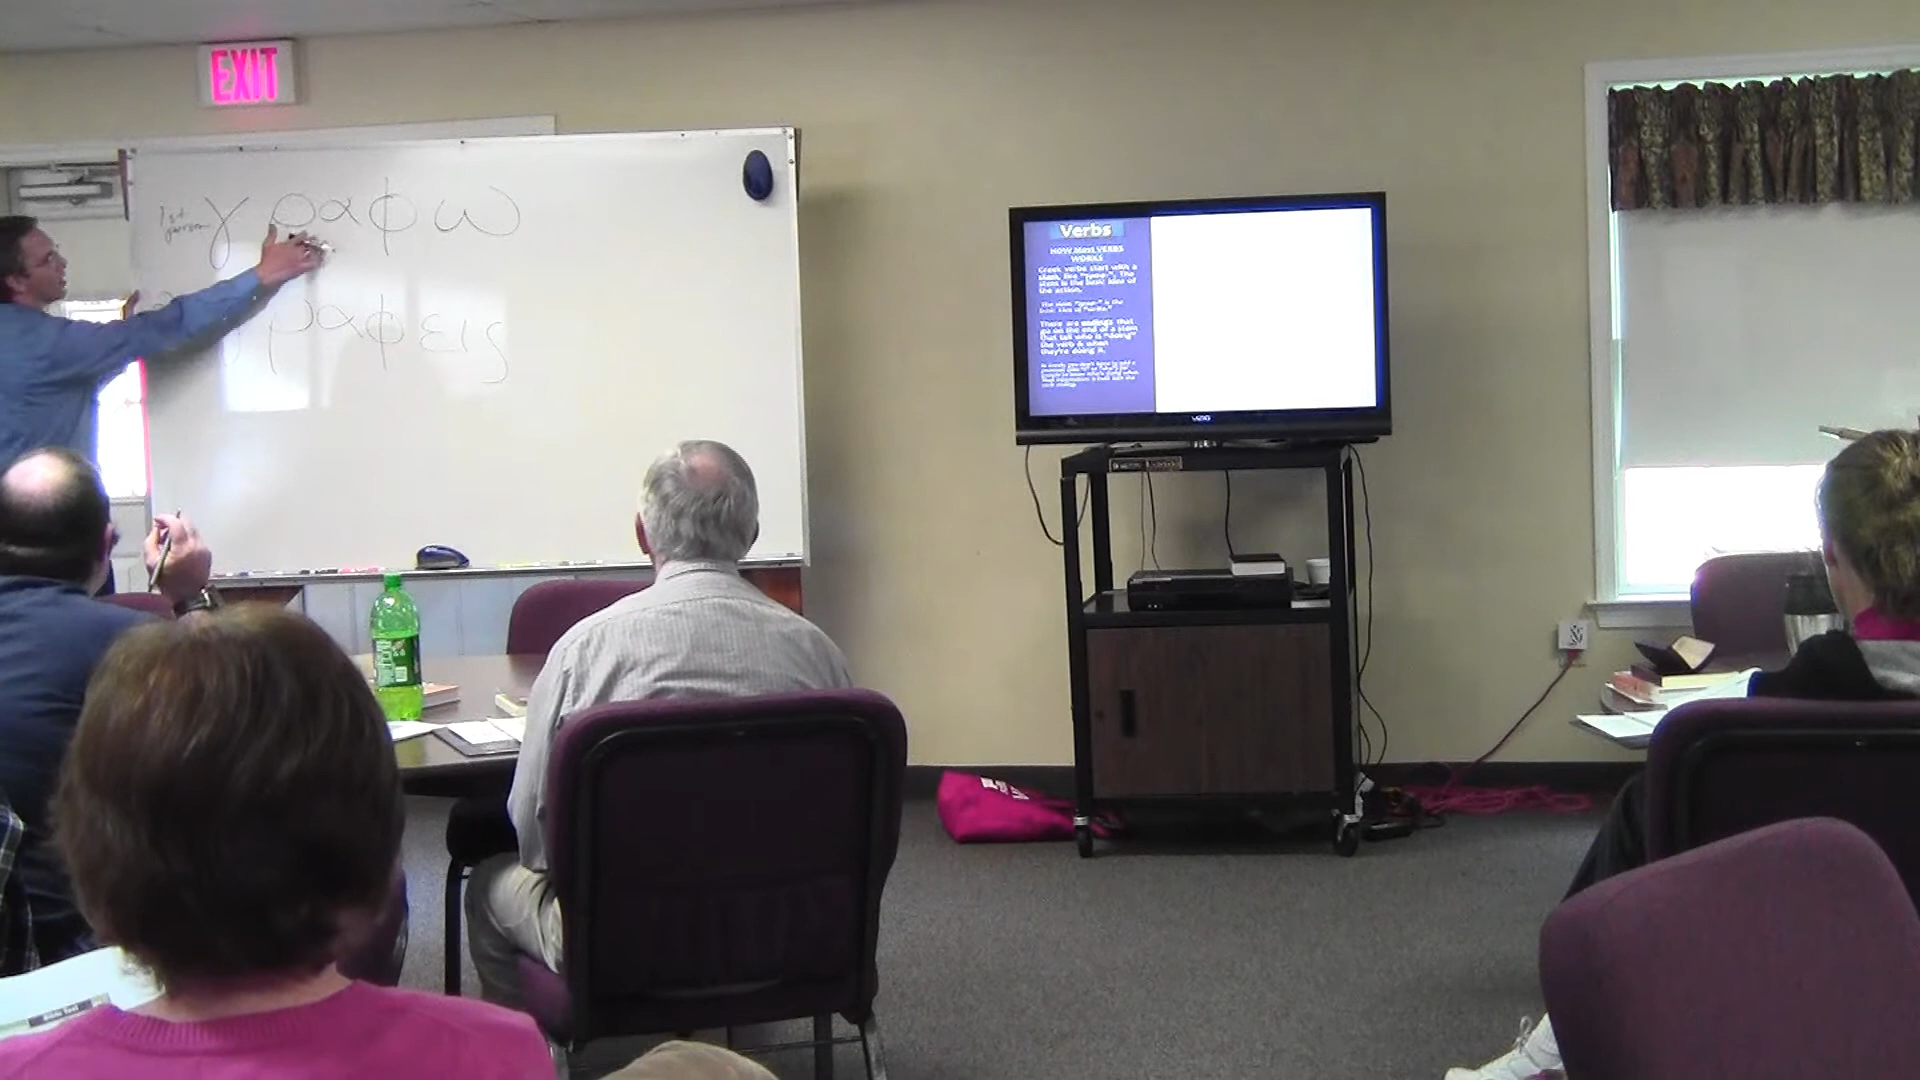 EXIT
1st
person
γραφω
γραφεις
Verbs
HOW Most VERBS
WORKS
Greek verbs start with a
stem, like "γραφ-". The
stem is the basic idea of
the action.
The stem "γραφ-" is the
basic idea of "write."
There are endings that
go on the end of a stem
that tell who is "doing"
the verb & when
they're doing it.
VIZIO
Bible Text